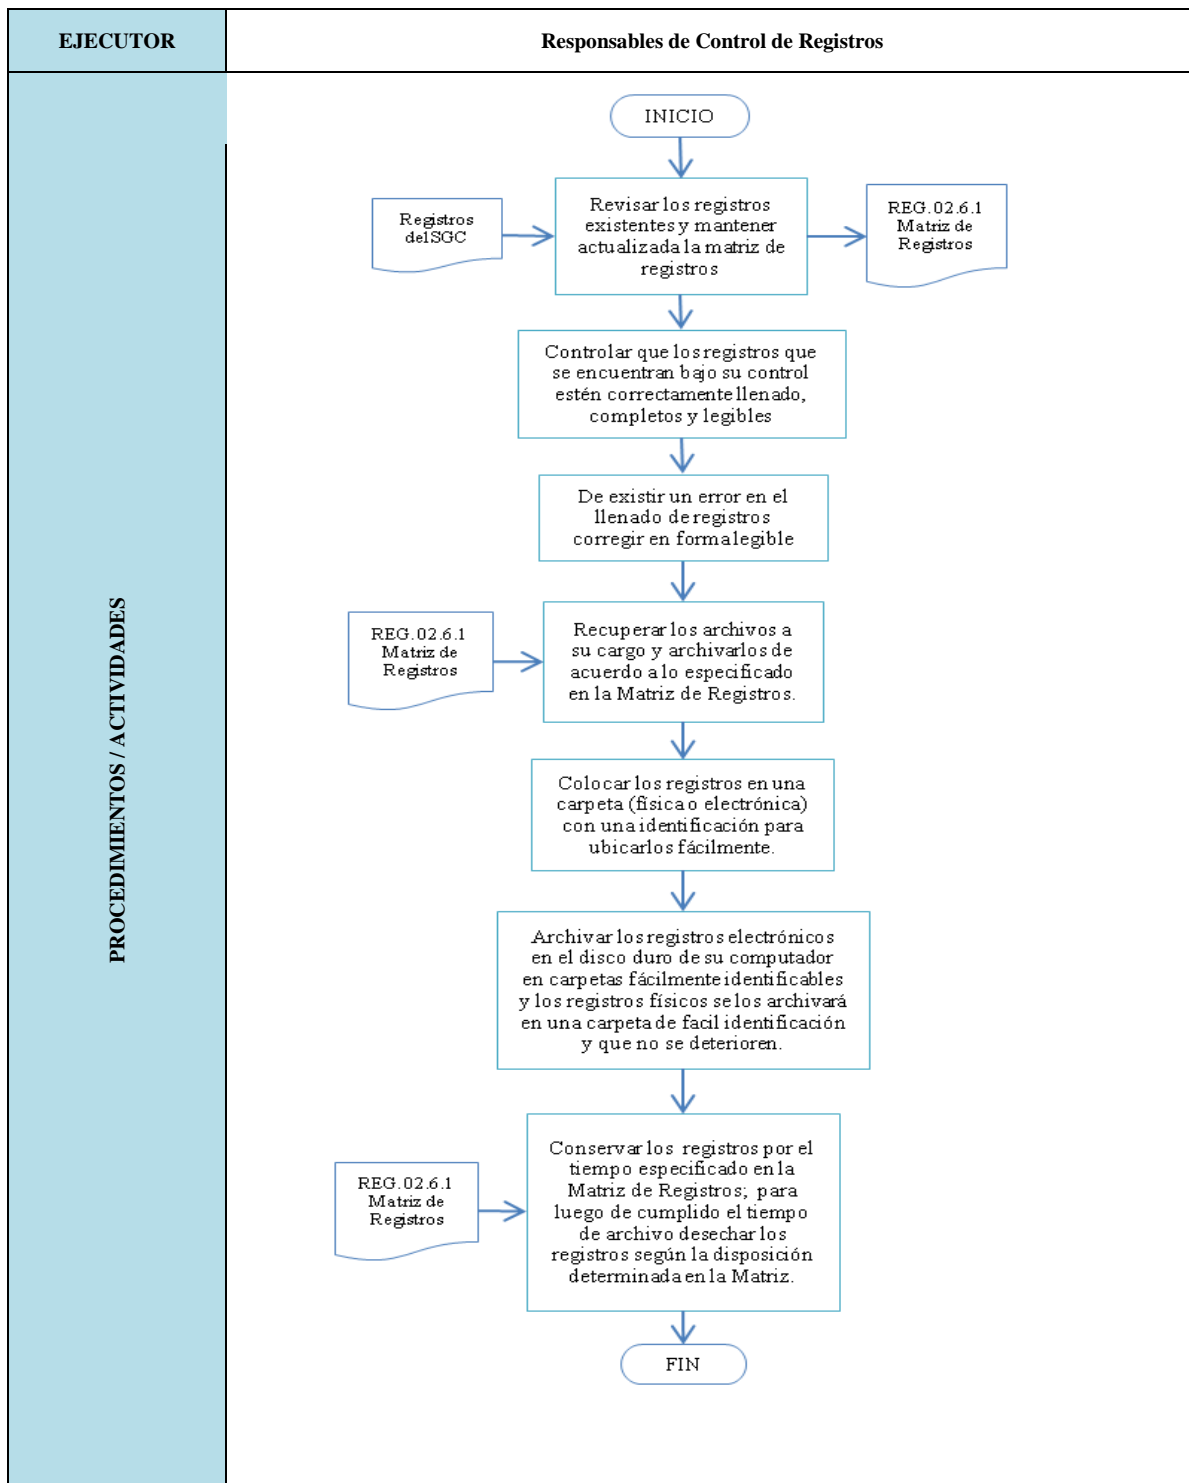 EJECUTOR
Responsables de Control de Registros
PROCEDIMIENTOS / ACTIVIDADES
INICIO
Registros
delSGC
Revisar los registros
existentes y mantener
actualizada la matriz de
registros
REG.02.6.1
Matriz de
Registros
Controlar que los registros que
se encuentran bajo su control
estén correctamente llenado,
completos y legibles
De existir un error en el
llenado de registros
corregir en forma legible
REG.02.6.1
Matriz de
Registros
Recuperar los archivos a
su cargo y archivarlos de
acuerdo a lo especificado
en la Matriz de Registros.
Colocar los registros en una
carpeta (física o electrónica)
con una identificación para
ubicarlos fácilmente.
Archivar los registros electrónicos
en el disco duro de su computador
en carpetas fácilmente identificables
y los registros físicos se los archivará
en una carpeta de facil identificación
y que no se deterioren.
REG.02.6.1
Matriz de
Registros
Conservar los registros por el
tiempo especificado en la
Matriz de Registros; para
luego de cumplido el tiempo
de archivo desechar los
registros según la disposición
determinada en la Matriz.
FIN